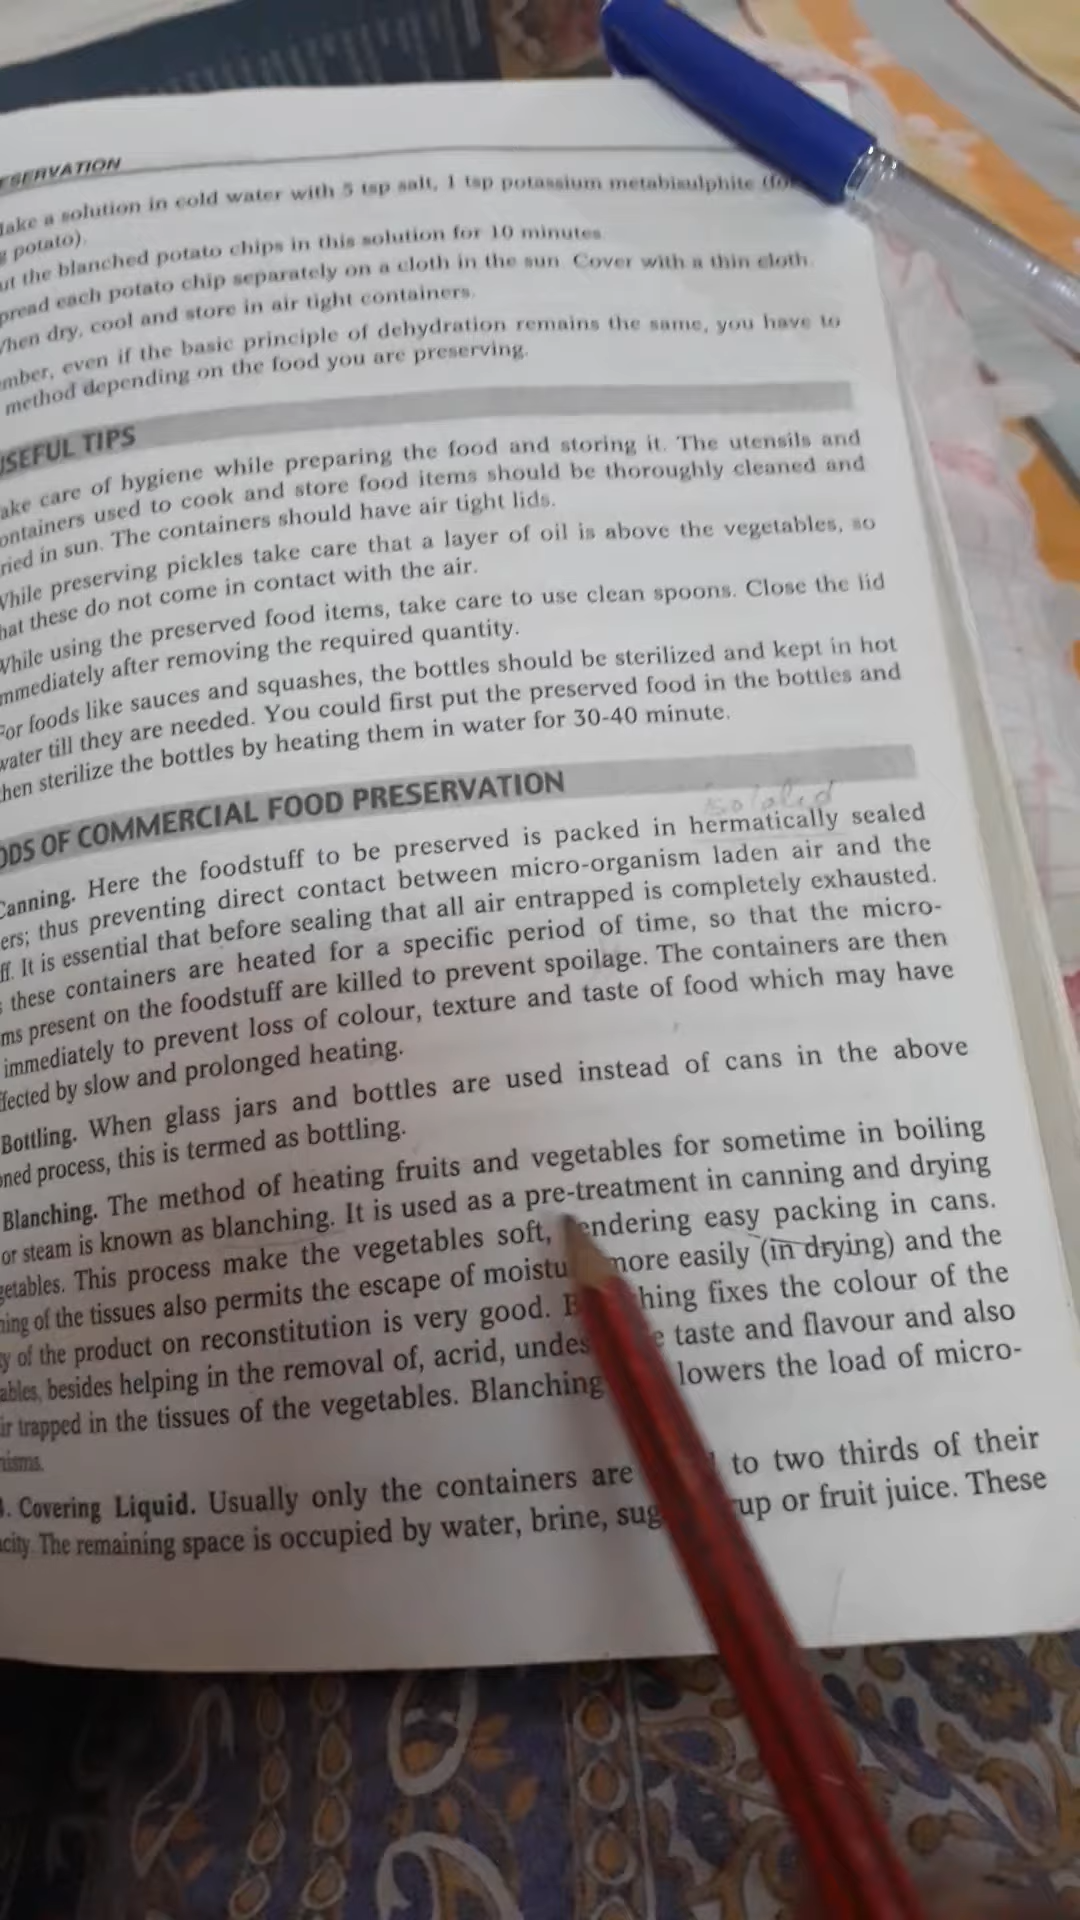 ESERVATION
Make a solution in cold water with 5 tsp salt, 1 tsp potassium metabisulphite (for
g potato).
ut the blanched potato chips in this solution for 10 minutes
pread each potato chip separately on a cloth in the sun. Cover with a thin cloth.
When dry, cool and store in air tight containers.
mber, even if the basic principle of dehydration remains the same, you have to
method depending on the food you are preserving.
USEFUL TIPS
ake care of hygiene while preparing the food and storing it. The utensils and
ontainers used to cook and store food items should be thoroughly cleaned and
ried in sun. The containers should have air tight lids.
While preserving pickles take care that a layer of oil is above the vegetables, so
hat these do not come in contact with the air.
While using the preserved food items, take care to use clean spoons. Close the lid
mmediately after removing the required quantity.
For foods like sauces and squashes, the bottles should be sterilized and kept in hot
water till they are needed. You could first put the preserved food in the bottles and
then sterilize the bottles by heating them in water for 30-40 minute.
ODS OF COMMERCIAL FOOD PRESERVATION
Canning. Here the foodstuff to be preserved is packed in hermatically sealed
ers; thus preventing direct contact between micro-organism laden air and the
ff. It is essential that before sealing that all air entrapped is completely exhausted.
these containers are heated for a specific period of time, so that the micro-
ms present on the foodstuff are killed to prevent spoilage. The containers are then
immediately to prevent loss of colour, texture and taste of food which may have
ffected by slow and prolonged heating.
Bottling. When glass jars and bottles are used instead of cans in the above
oned process, this is termed as bottling.
Blanching. The method of heating fruits and vegetables for sometime in boiling
or steam is known as blanching. It is used as a pre-treatment in canning and drying
getables. This process make the vegetables soft, endering easy packing in cans.
ning of the tissues also permits the escape of moistu more easily (in drying) and the
y of the product on reconstitution is very good. B hing fixes the colour of the
ables, besides helping in the removal of, acrid, undes e taste and flavour and also
ir trapped in the tissues of the vegetables. Blanching lowers the load of micro-
nisms.
4. Covering Liquid. Usually only the containers are to two thirds of their
acity. The remaining space is occupied by water, brine, sug rup or fruit juice. These